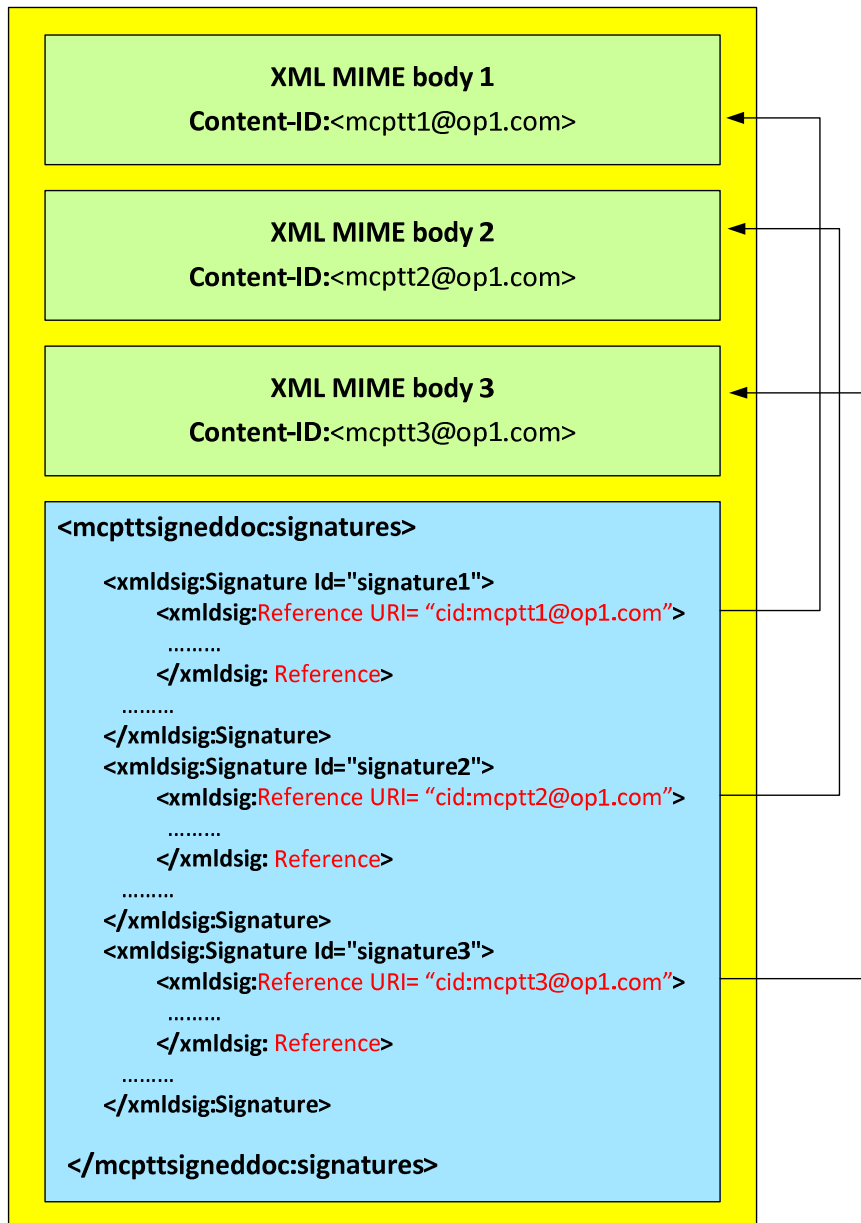 XML MIME body 1
Content-ID:<mcptt1@op1.com>
XML MIME body 2
Content-ID:<mcptt2@op1.com>
XML MIME body 3
Content-ID:<mcptt3@op1.com>
<mcpttsigneddoc:signatures>
<xmldsig:Signature Id="signature1">
<xmldsig:Reference URI= “cid:mcptt1@op1.com”>
.........
</xmldsig: Reference>
.........
</xmldsig:Signature>
<xmldsig:Signature Id="signature2">
<xmldsig:Reference URI= “cid:mcptt2@op1.com”>
.........
</xmldsig: Reference>
.........
</xmldsig:Signature>
<xmldsig:Signature Id="signature3">
<xmldsig:Reference URI= “cid:mcptt3@op1.com”>
.........
</xmldsig: Reference>
.........
</xmldsig:Signature>
</mcpttsigneddoc:signatures>